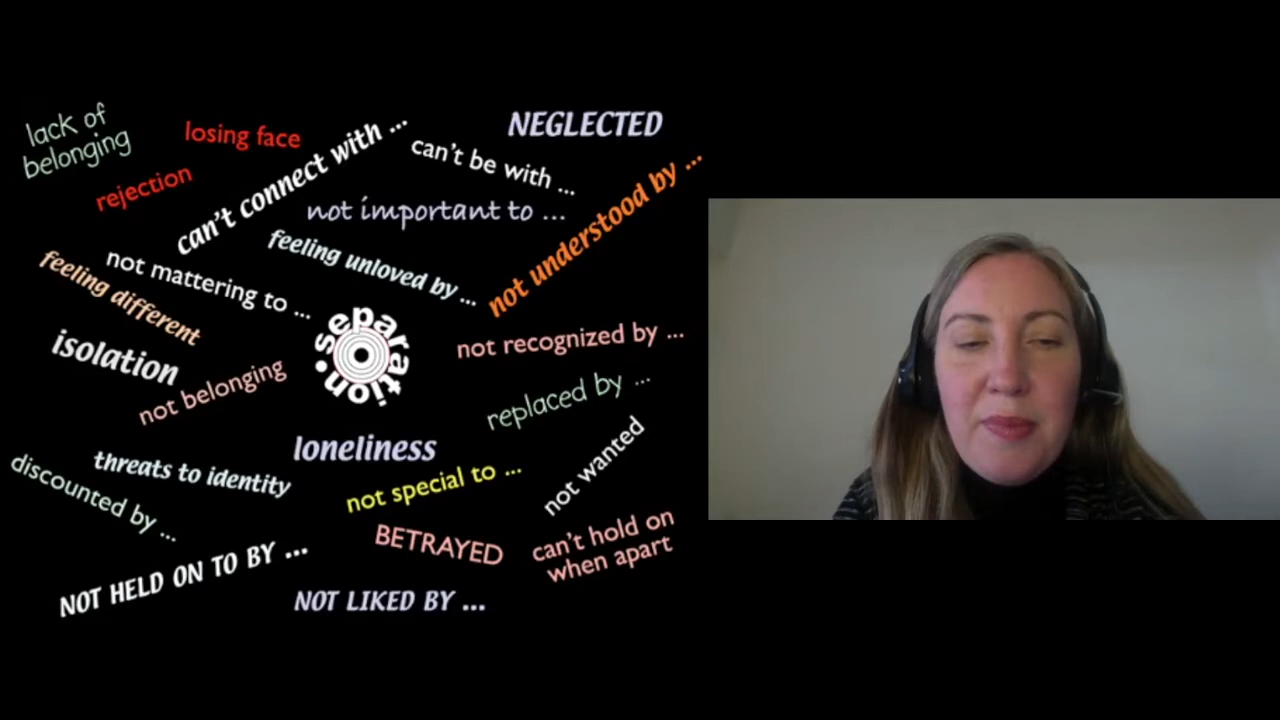 lack of
belonging
losing face
rejection
can't connect with ...
can't be with ...
NEGLECTED
not important to ...
not understood by ...
feeling unloved by ...
not mattering to ...
feeling different
isolation
not belonging
separation
not recognized by ...
replaced by ...
loneliness
threats to identity
discounted by ...
not special to ...
not wanted
BETRAYED
can't hold on
when apart
NOT HELD ON TO BY ...
NOT LIKED BY ...